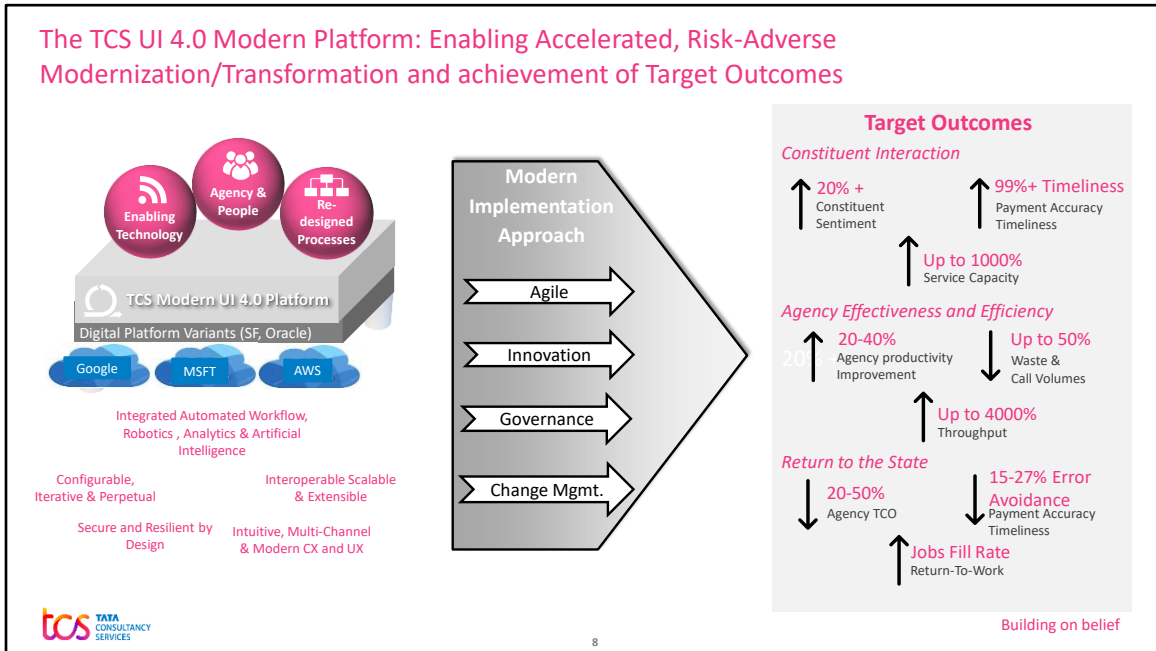 The TCS UI 4.0 Modern Platform: Enabling Accelerated, Risk-Adverse
Modernization/Transformation and achievement of Target Outcomes
Enabling
Technology
Agency &
People
Re-
designed
Processes
TCS Modern UI 4.0 Platform
Digital Platform Variants (SF, Oracle)
Google
MSFT
AWS
Integrated Automated Workflow,
Robotics , Analytics & Artificial
Intelligence
Configurable,
Iterative & Perpetual
Interoperable Scalable
& Extensible
Secure and Resilient by
Design
Intuitive, Multi-Channel
& Modern CX and UX
Modern
Implementation
Approach
Agile
Innovation
Governance
Change Mgmt.
Target Outcomes
Constituent Interaction
20% +
Constituent
Sentiment
99%+ Timeliness
Payment Accuracy
Timeliness
Up to 1000%
Service Capacity
Agency Effectiveness and Efficiency
20% +
20-40%
Agency productivity
Improvement
Up to 50%
Waste &
Call Volumes
Up to 4000%
Throughput
Return to the State
20-50%
Agency TCO
15-27% Error
Avoidance
Payment Accuracy
Timeliness
Jobs Fill Rate
Return-To-Work
tcs TATA
CONSULTANCY
SERVICES
8
Building on belief